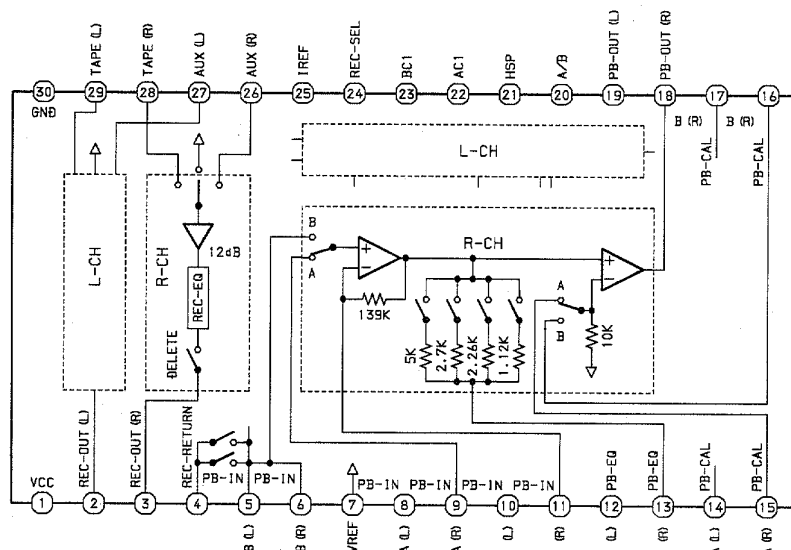 TAPE (L)
TAPE (R)
AUX (L)
AUX (R)
IREF
REC-SEL
BC1
AC1
HSP
A/B
PB-OUT (L)
PB-OUT (R)
30
29
28
27
26
25
24
23
22
21
20
19
18
17
16
GND
B (R)
B (R)
PB-CAL
PB-CAL
L-CH
L-CH
R-CH
12dB
REC-EQ
DELETE
B
A
+
−
R-CH
139K
5K
2.7K
2.26K
1.12K
+
−
A
B
10K
REC-OUT (L)
REC-OUT (R)
REC-RETURN
PB-IN
PB-IN
PB-IN
PB-IN
PB-IN
PB-IN
PB-EQ
PB-EQ
PB-CAL
PB-CAL
VCC
1
2
3
4
5
6
7
8
9
10
11
12
13
14
15
B (L)
B (R)
VREF
A (L)
A (R)
(L)
(R)
(L)
(R)
A (L)
A (R)